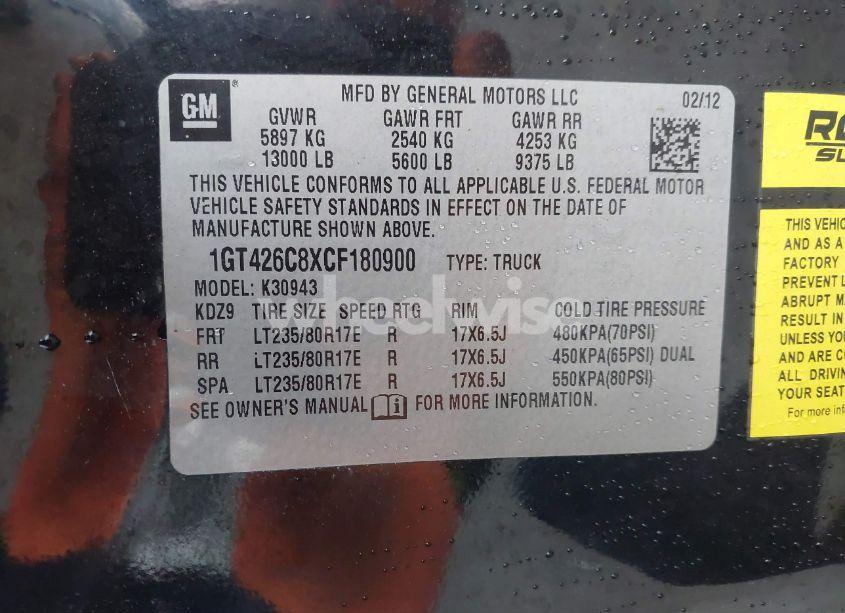 GM ®
MFD BY GENERAL MOTORS LLC 02/12
GVWR GAWR FRT GAWR RR
5897 KG 2540 KG 4253 KG
13000 LB 5600 LB 9375 LB
THIS VEHICLE CONFORMS TO ALL APPLICABLE U.S. FEDERAL MOTOR
VEHICLE SAFETY STANDARDS IN EFFECT ON THE DATE OF
MANUFACTURE SHOWN ABOVE.
1GT426C8XCF180900 TYPE: TRUCK
MODEL: K30943
KDZ9 TIRE SIZE SPEED RTG RIM COLD TIRE PRESSURE
FRT LT235/80R17E R 17X6.5J 480KPA(70PSI)
RR LT235/80R17E R 17X6.5J 450KPA(65PSI) DUAL
SPA LT235/80R17E R 17X6.5J 550KPA(80PSI)
SEE OWNER'S MANUAL i FOR MORE INFORMATION.
THIS VEHIC
AND AS A
FACTORY
PREVENT L
ABRUPT MA
RESULT IN
UNLESS YOU
AND ARE CO
ALL DRIVIN
YOUR SEAT
For more infor